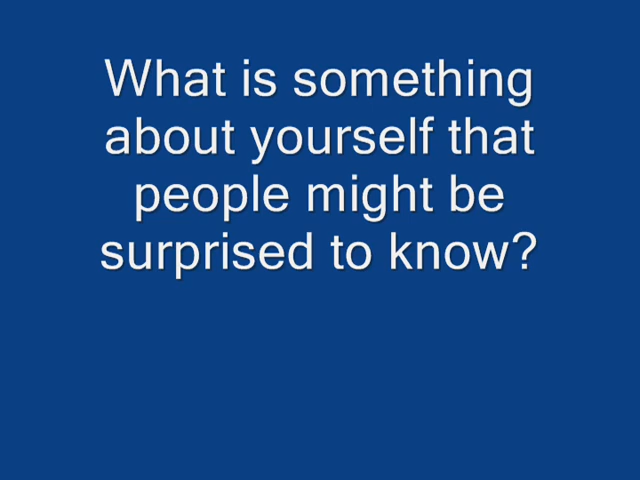 What is something
about yourself that
people might be
surprised to know?